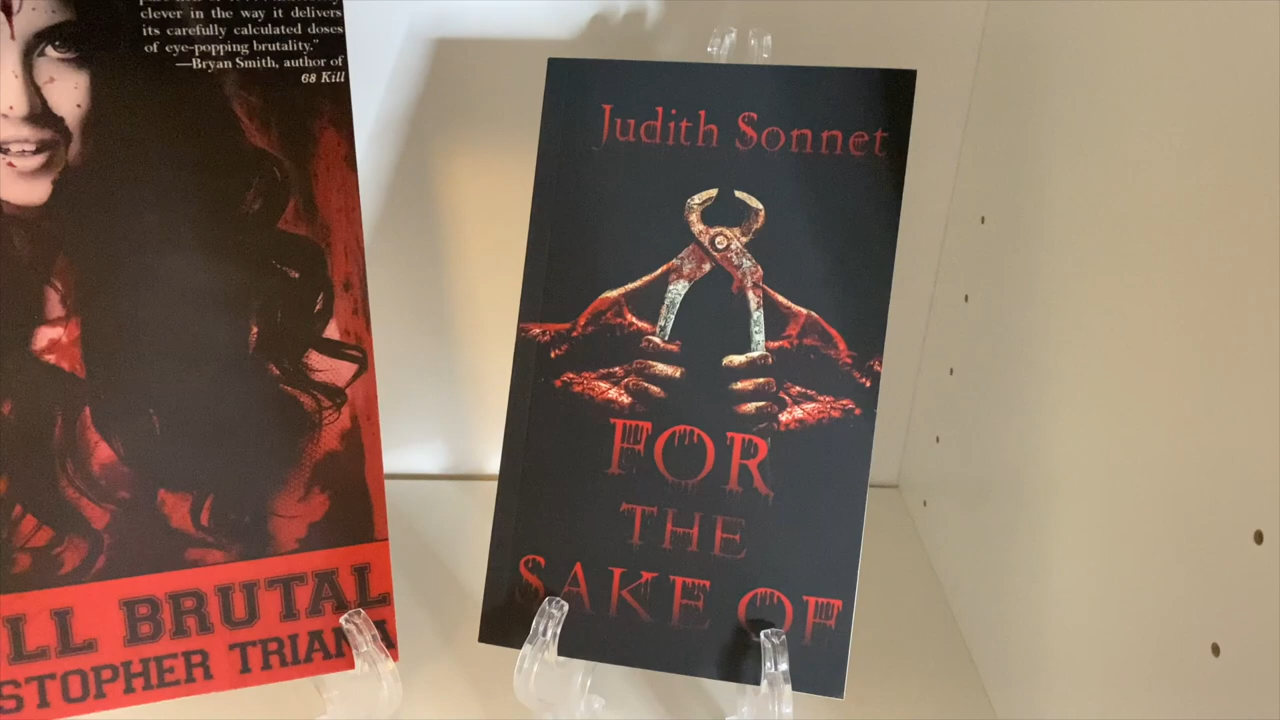 clever in the way it delivers
its carefully calculated doses
of eye-popping brutality.”
—Bryan Smith, author of
68 Kill
LL BRUTAL
STOPHER TRIANA
Judith Sonnet
FOR
THE
SAKE OF